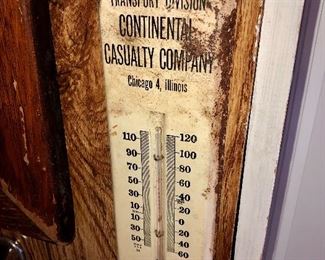 TRANSPORT DIVISION
CONTINENTAL
CASUALTY COMPANY
Chicago 4, Illinois
110 120
90 100
70 80
50 60
30 40
10 20
10 0
30 20
50 40
60